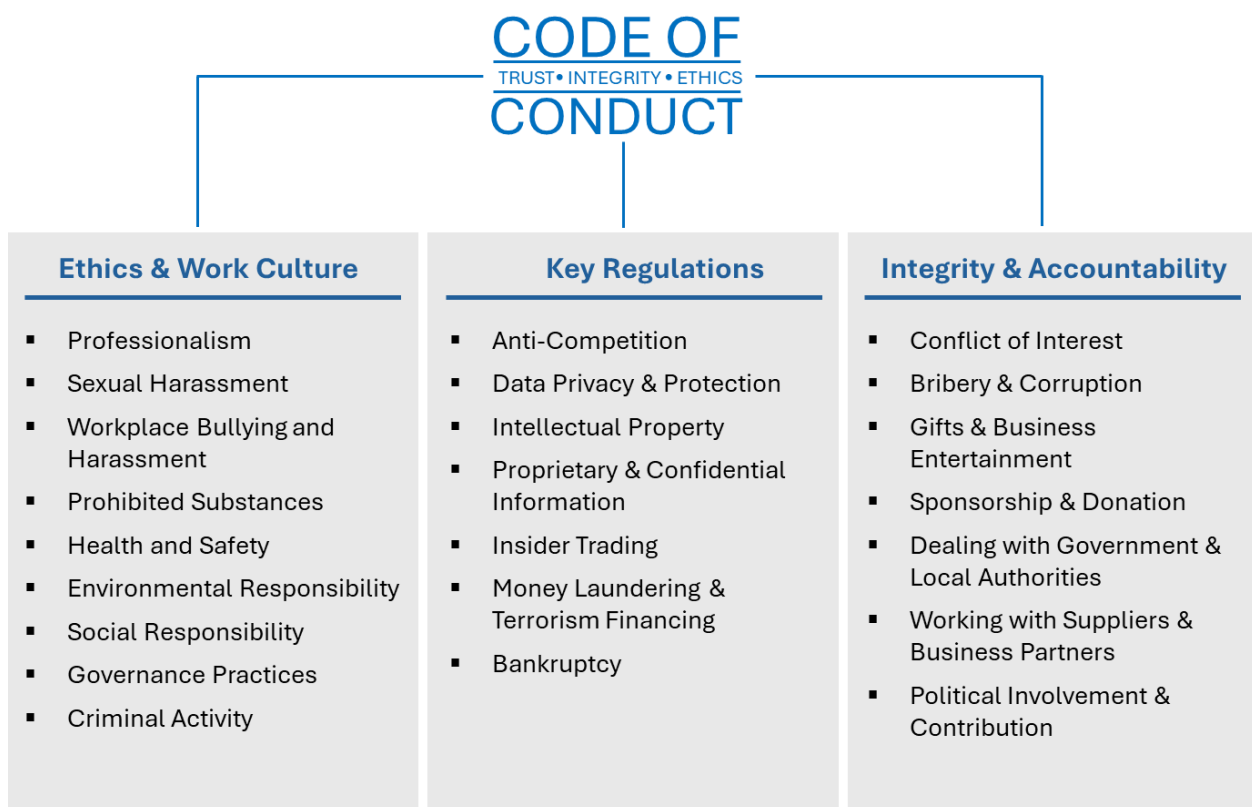 CODE OF
TRUST• INTEGRITY • ETHICS
CONDUCT
Ethics & Work Culture
▪ Professionalism
▪ Sexual Harassment
▪ Workplace Bullying and
Harassment
▪ Prohibited Substances
▪ Health and Safety
▪ Environmental Responsibility
▪ Social Responsibility
▪ Governance Practices
▪ Criminal Activity
Key Regulations
▪ Anti-Competition
▪ Data Privacy & Protection
▪ Intellectual Property
▪ Proprietary & Confidential
Information
▪ Insider Trading
▪ Money Laundering &
Terrorism Financing
▪ Bankruptcy
Integrity & Accountability
▪ Conflict of Interest
▪ Bribery & Corruption
▪ Gifts & Business
Entertainment
▪ Sponsorship & Donation
▪ Dealing with Government &
Local Authorities
▪ Working with Suppliers &
Business Partners
▪ Political Involvement &
Contribution